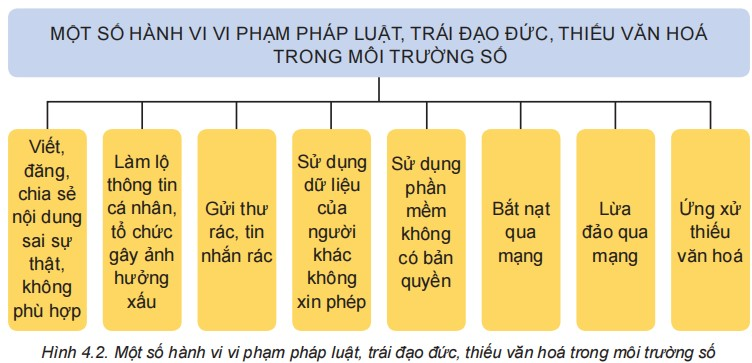 MỘT SỐ HÀNH VI VI PHẠM PHÁP LUẬT, TRÁI ĐẠO ĐỨC, THIẾU VĂN HOÁ
TRONG MÔI TRƯỜNG SỐ
Viết,
đăng,
chia sẻ
nội dung
sai sự
thật,
không
phù hợp
Làm lộ
thông tin
cá nhân,
tổ chức
gây ảnh
hưởng
xấu
Gửi thư
rác, tin
nhắn rác
Sử dụng
dữ liệu
của
người
khác
không
xin phép
Sử dụng
phần
mềm
không
có bản
quyền
Bắt nạt
qua
mạng
Lừa
đảo qua
mạng
Ứng xử
thiếu
văn hoá
Hình 4.2. Một số hành vi vi phạm pháp luật, trái đạo đức, thiếu văn hoá trong môi trường số